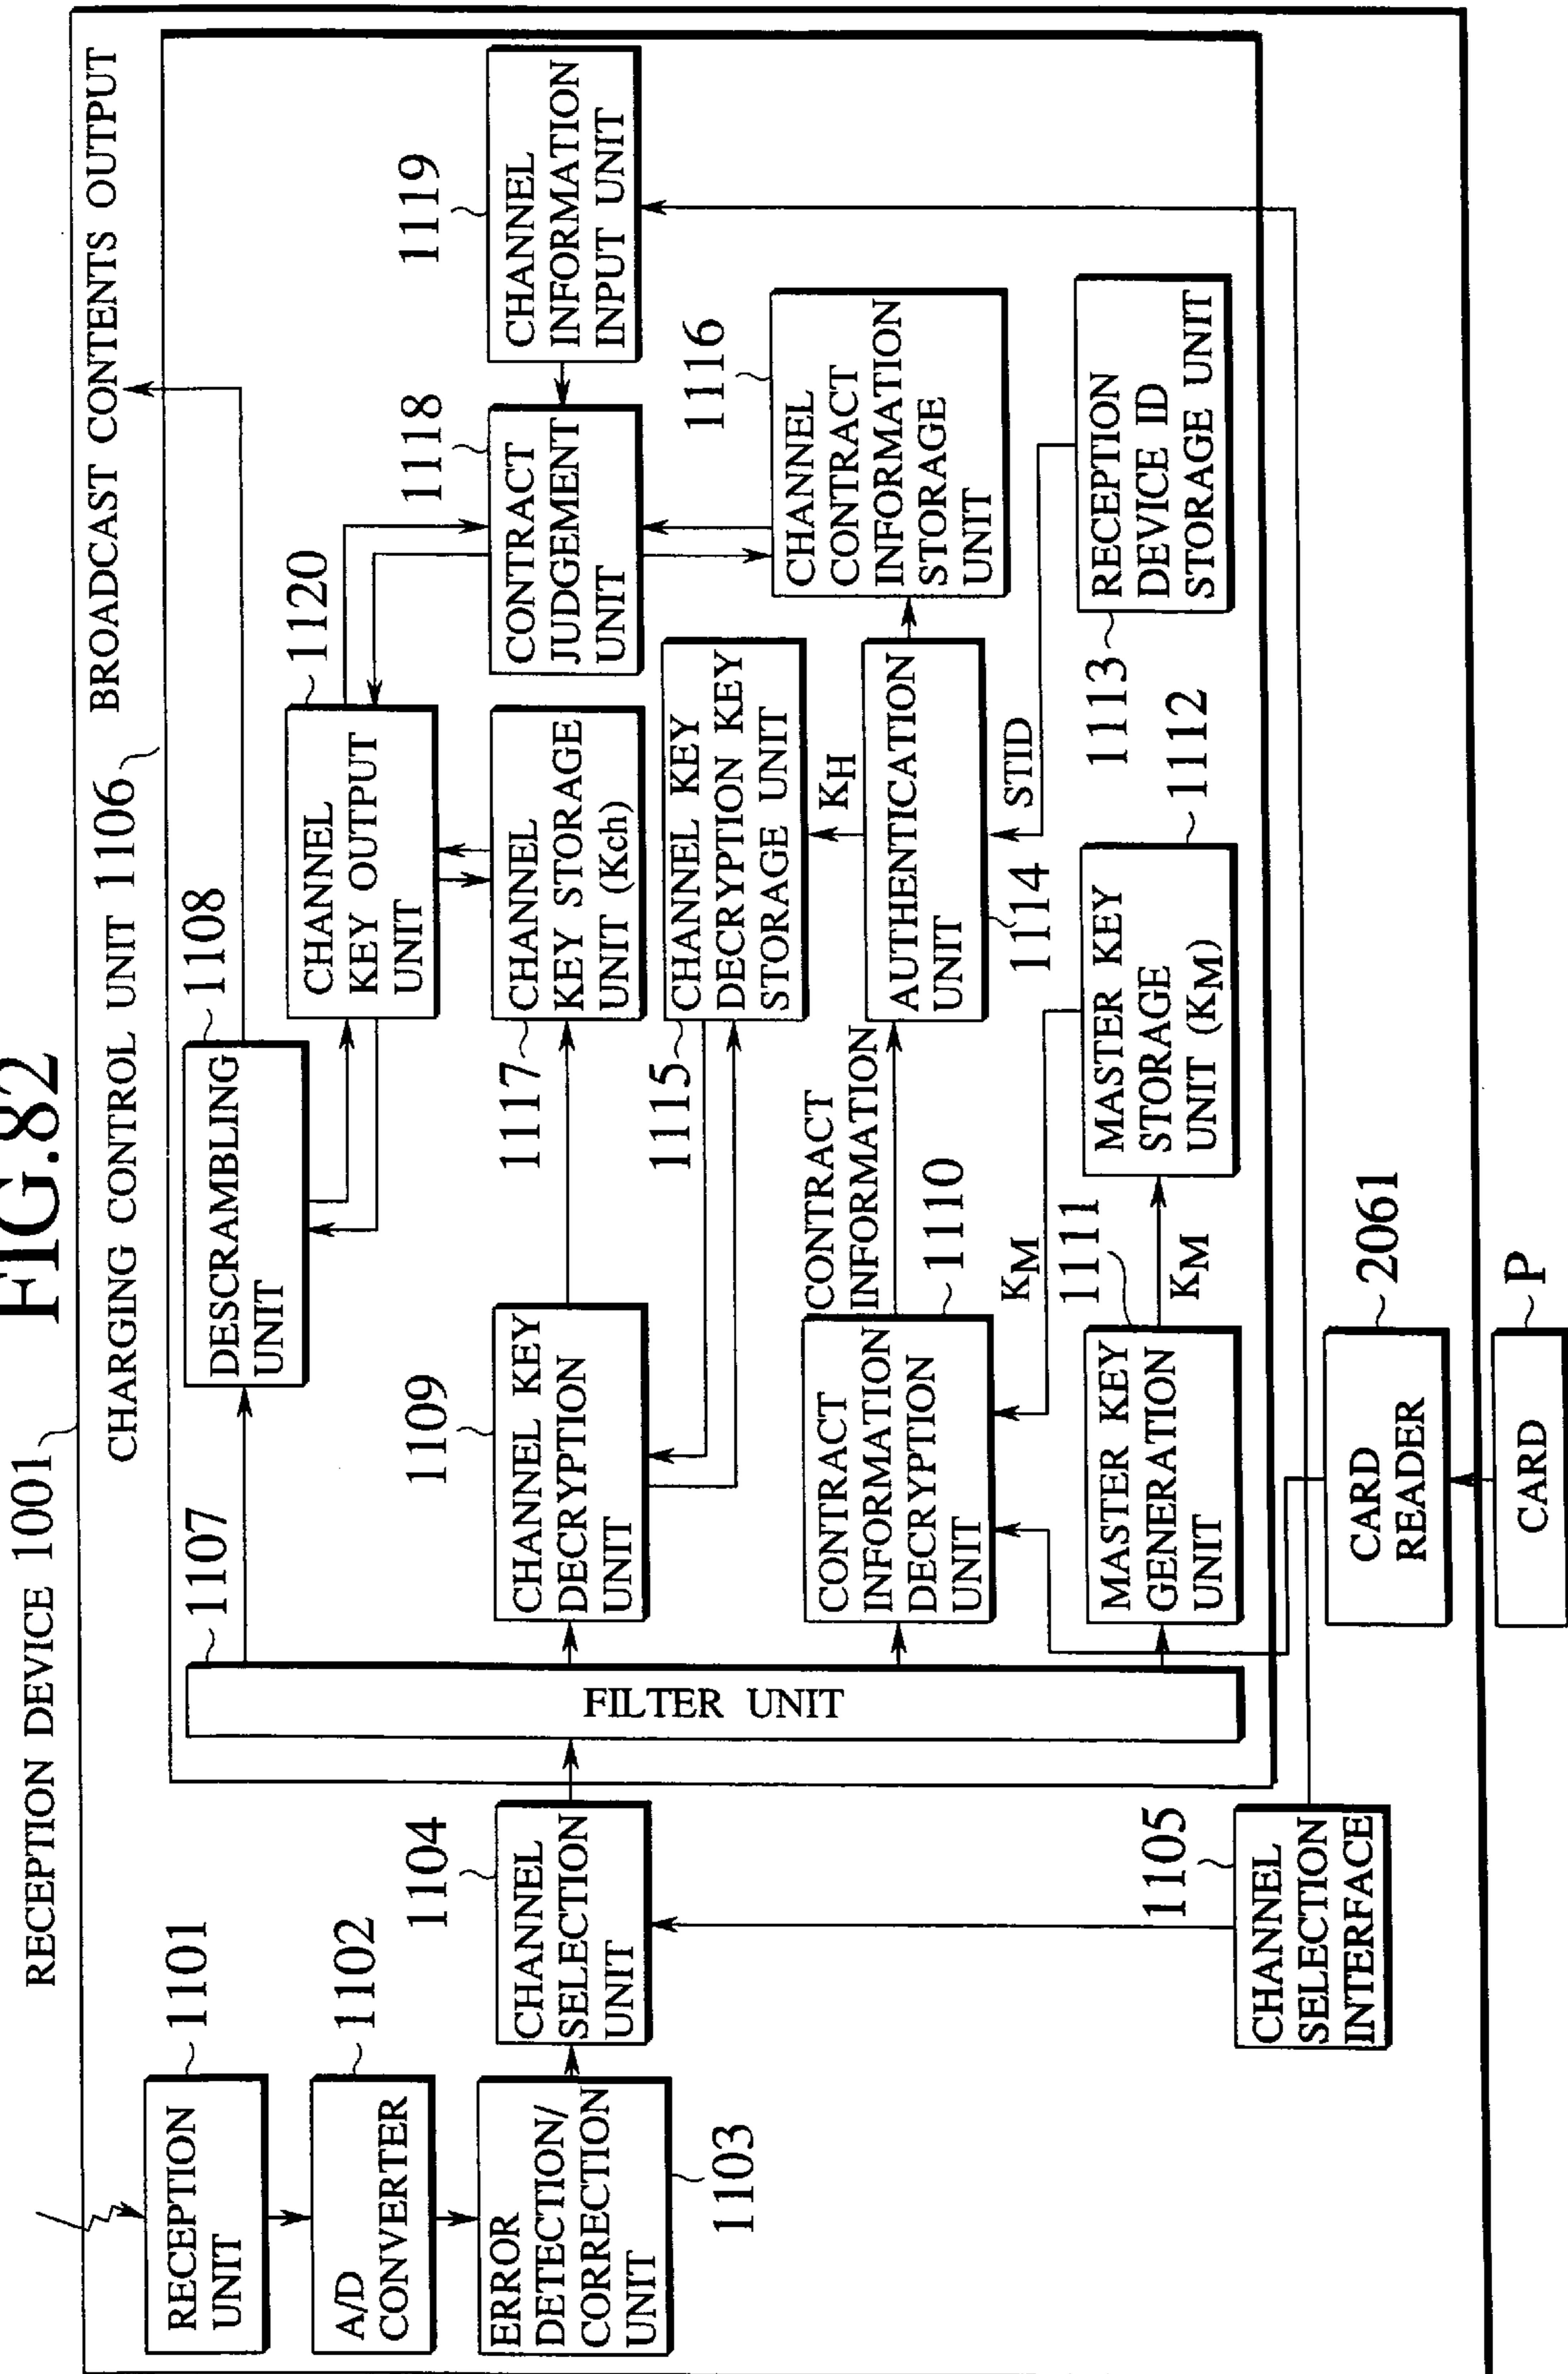 FIG.82
RECEPTION DEVICE 1001
CHARGING CONTROL UNIT 1106
BROADCAST CONTENTS OUTPUT
1101
RECEPTION
UNIT
1102
A/D
CONVERTER
ERROR
DETECTION/
CORRECTION
UNIT
1103
1104
CHANNEL
SELECTION
UNIT
1105
CHANNEL
SELECTION
INTERFACE
1107
FILTER UNIT
1108
DESCRAMBLING
UNIT
1109
CHANNEL KEY
DECRYPTION
UNIT
CONTRACT
INFORMATION
1110
CONTRACT
INFORMATION
DECRYPTION
UNIT
KM
1111
MASTER KEY
GENERATION
UNIT
KM
1112
MASTER KEY
STORAGE
UNIT (KM)
1120
CHANNEL
KEY OUTPUT
UNIT
1117
CHANNEL
KEY STORAGE
UNIT (Kch)
1115
CHANNEL KEY
DECRYPTION KEY
STORAGE UNIT
KH
AUTHENTICATION
UNIT
1114
STID
1113
RECEPTION
DEVICE ID
STORAGE UNIT
1118
CONTRACT
JUDGEMENT
UNIT
1116
CHANNEL
CONTRACT
INFORMATION
STORAGE
UNIT
1119
CHANNEL
INFORMATION
INPUT UNIT
2061
CARD
READER
P
CARD